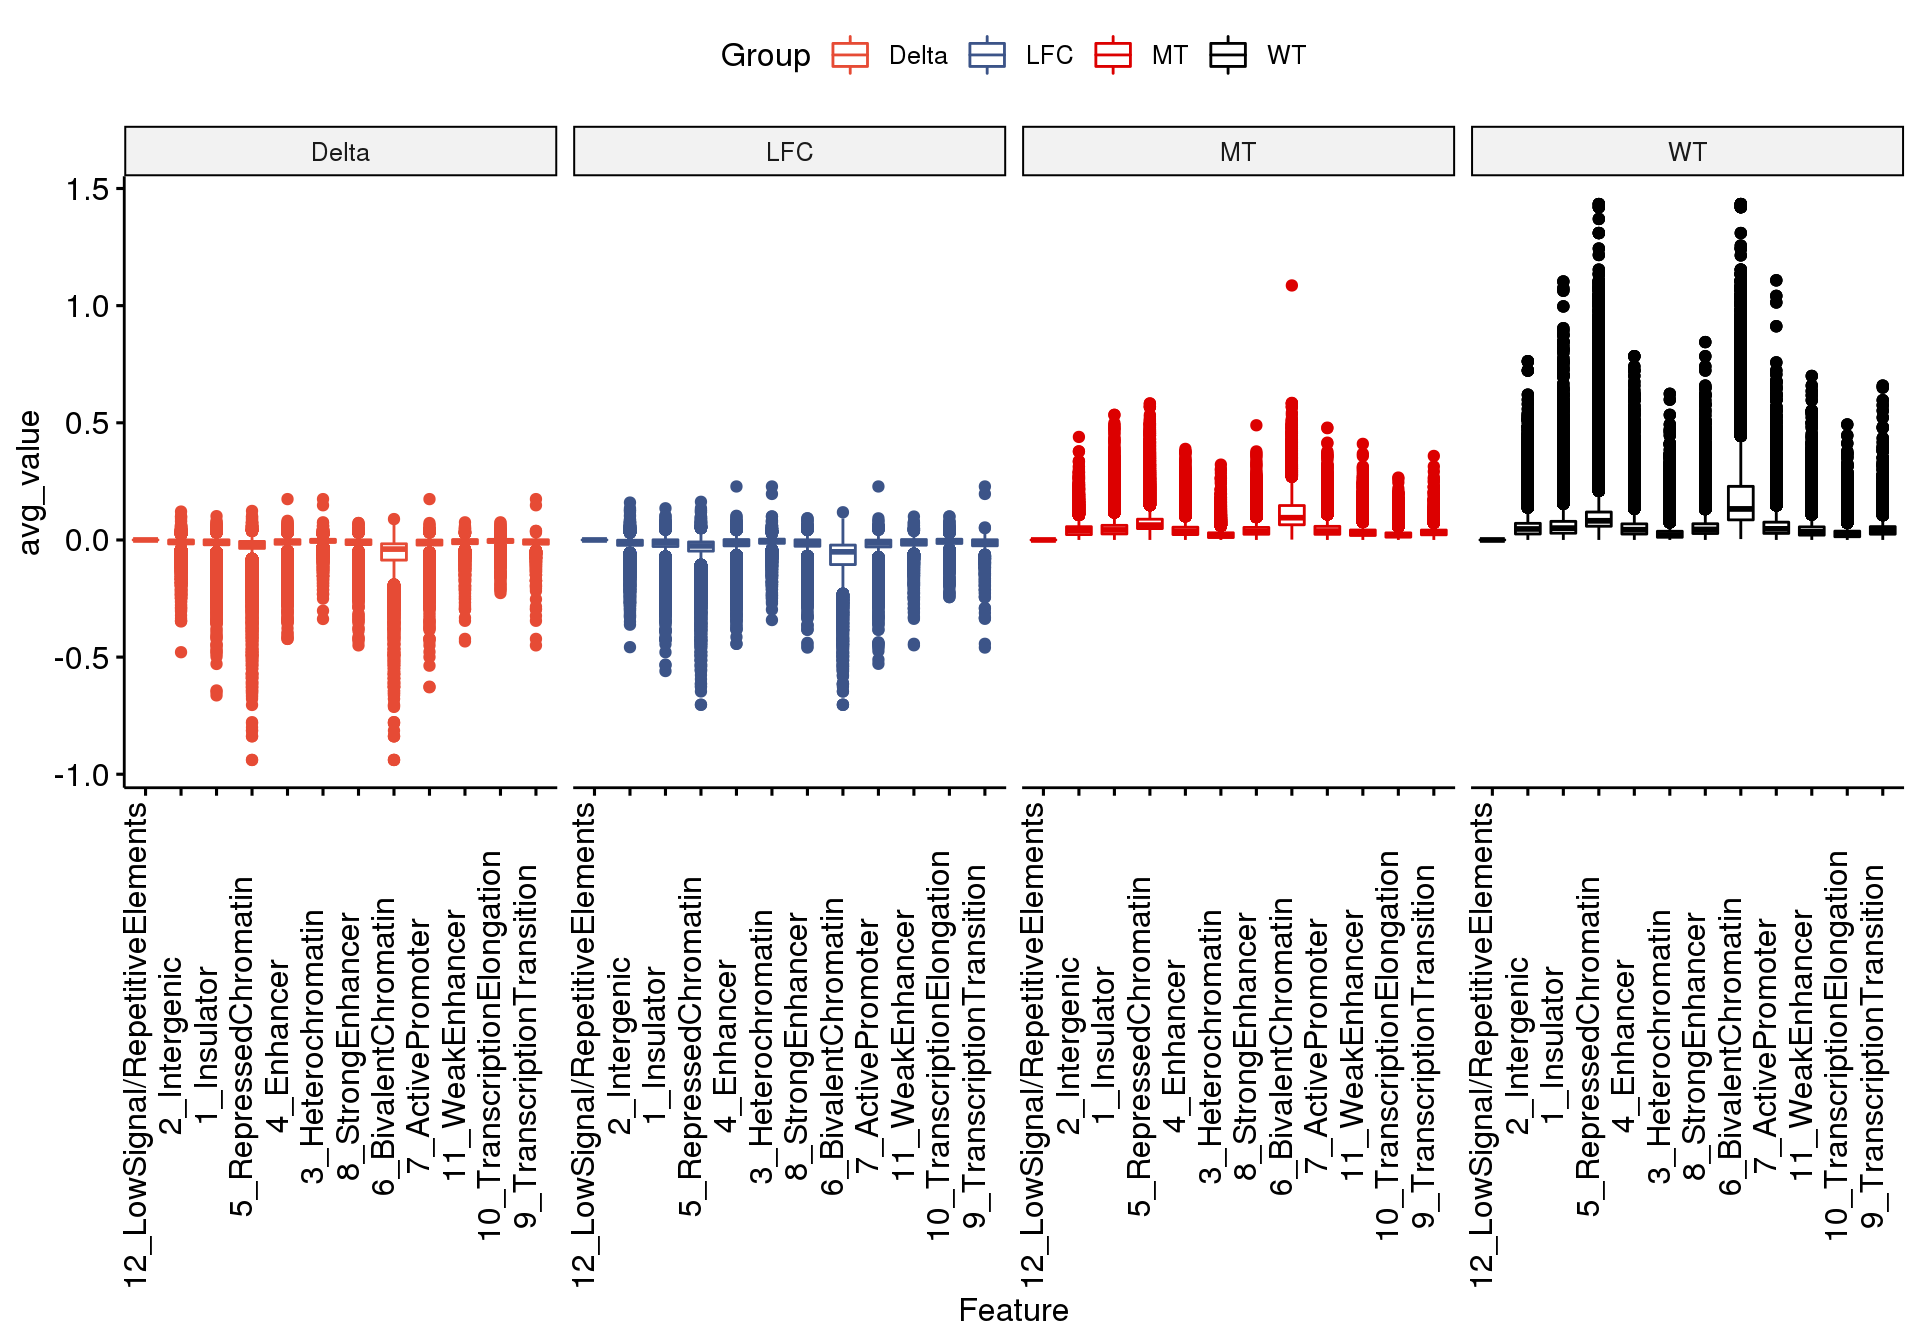 Group Delta LFC MT WT
Delta LFC MT WT
1.5
1.0
0.5
0.0
-0.5
-1.0
avg_value
12_LowSignal/RepetitiveElements
2_Intergenic
1_Insulator
5_RepressedChromatin
4_Enhancer
3_Heterochromatin
8_StrongEnhancer
6_BivalentChromatin
7_ActivePromoter
11_WeakEnhancer
10_TranscriptionElongation
9_TranscriptionTransition
12_LowSignal/RepetitiveElements
2_Intergenic
1_Insulator
5_RepressedChromatin
4_Enhancer
3_Heterochromatin
8_StrongEnhancer
6_BivalentChromatin
7_ActivePromoter
11_WeakEnhancer
10_TranscriptionElongation
9_TranscriptionTransition
12_LowSignal/RepetitiveElements
2_Intergenic
1_Insulator
5_RepressedChromatin
4_Enhancer
3_Heterochromatin
8_StrongEnhancer
6_BivalentChromatin
7_ActivePromoter
11_WeakEnhancer
10_TranscriptionElongation
9_TranscriptionTransition
12_LowSignal/RepetitiveElements
2_Intergenic
1_Insulator
5_RepressedChromatin
4_Enhancer
3_Heterochromatin
8_StrongEnhancer
6_BivalentChromatin
7_ActivePromoter
11_WeakEnhancer
10_TranscriptionElongation
9_TranscriptionTransition
Feature